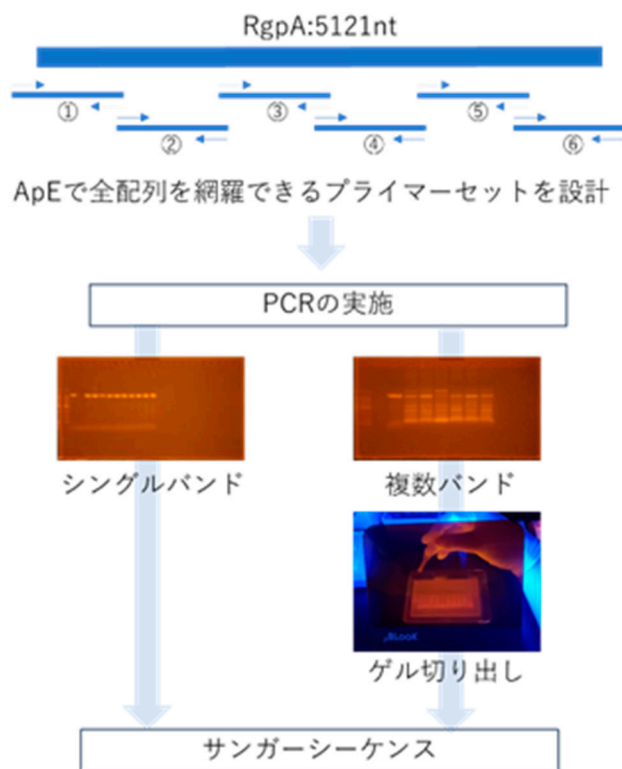 RgpA:5121nt
① ③ ⑤
② ④ ⑥
ApEで全配列を網羅できるプライマーセットを設計
PCRの実施
シングルバンド 複数バンド
BLooK
ゲル切り出し
サンガーシーケンス